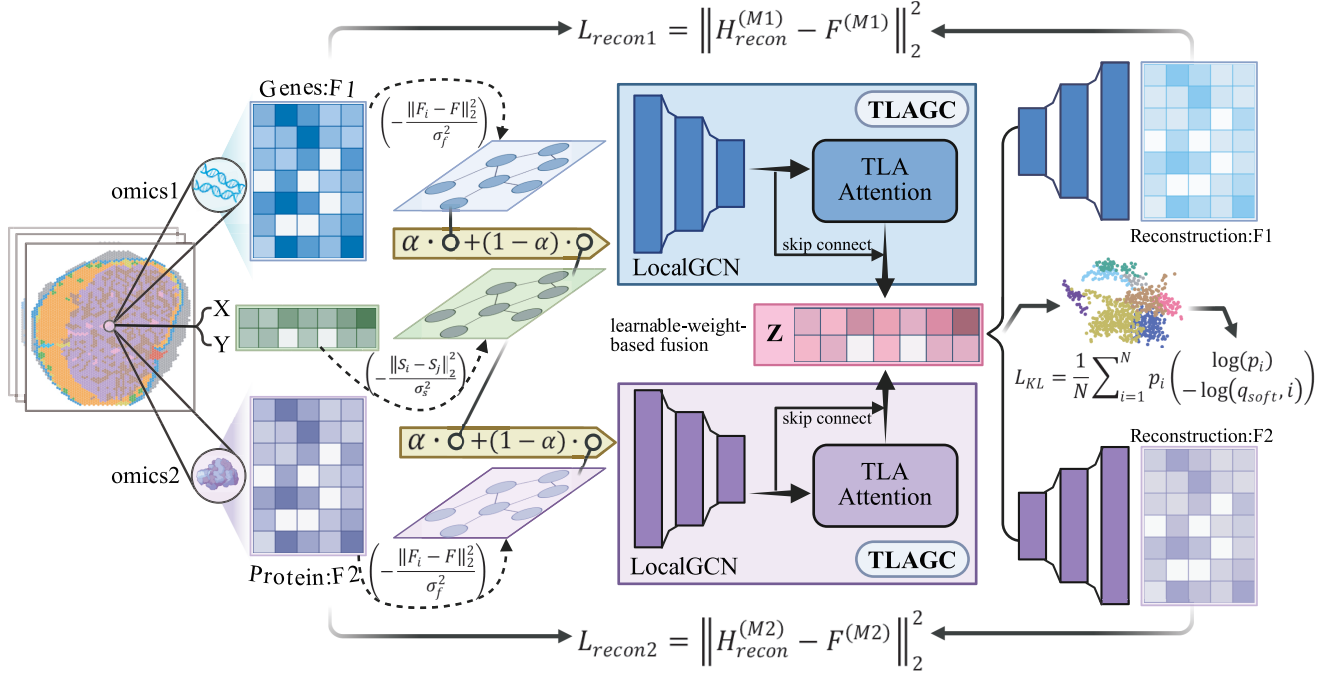 L_{recon1} = ‖H_{recon}^{(M1)} − F^{(M1)}‖_2^2
Genes:F1
(−‖F_i − F‖_2^2 / σ_f^2)
omics1
α · +(1 − α) ·
TLAGC
TLA
Attention
skip connect
LocalGCN
Reconstruction:F1
X
Y
(−‖S_i − S_j‖_2^2 / σ_s^2)
learnable-weight-
based fusion
Z
L_{KL} = 1/N ∑_{i=1}^{N} p_i (log(p_i) − log(q_{soft}, i))
omics2
α · +(1 − α) ·
skip connect
TLA
Attention
LocalGCN
TLAGC
Reconstruction:F2
(−‖F_i − F‖_2^2 / σ_f^2)
Protein:F2
L_{recon2} = ‖H_{recon}^{(M2)} − F^{(M2)}‖_2^2